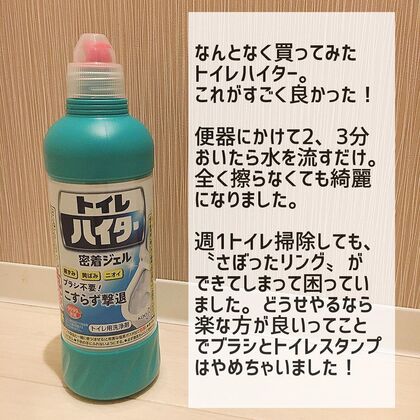 なんとなく買ってみた
トイレハイター。
これがすごく良かった！
便器にかけて2、3分
おいたら水を流すだけ。
全く擦らなくても綺麗
になりました。
週1トイレ掃除しても、
〝さぼったリング〟が
できてしまって困ってい
ました。どうせやるなら
楽な方が良いってこと
でブラシとトイレスタンプ
はやめちゃいました！
トイレ
ハイター
密着ジェル
黒ずみ 黄ばみ ニオイ
ブラシ不要！
こすらず撃退
トイレ用洗浄剤